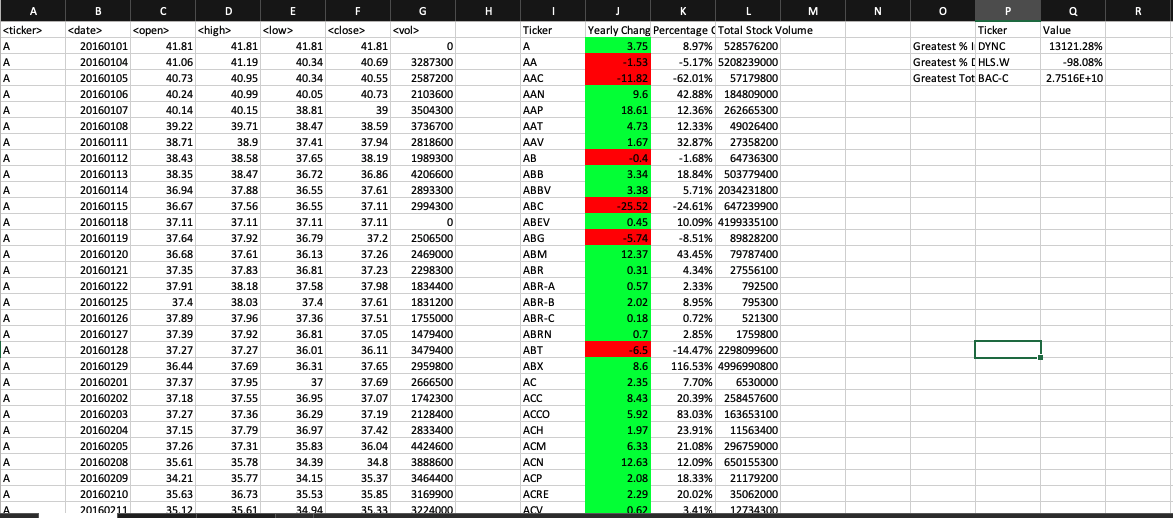 A B C D E F G H I J K L M N O P Q R
<ticker> <date> <open> <high> <low> <close> <vol> Ticker Yearly Chang Percentage C Total Stock Volume Ticker Value
A 20160101 41.81 41.81 41.81 41.81 0 A 3.75 8.97% 528576200 Greatest % I DYNC 13121.28%
A 20160104 41.06 41.19 40.34 40.69 3287300 AA -1.53 -5.17% 5208239000 Greatest % D HLS.W -98.08%
A 20160105 40.73 40.95 40.34 40.55 2587200 AAC -11.82 -62.01% 57179800 Greatest Tot BAC-C 2.7516E+10
A 20160106 40.24 40.99 40.05 40.73 2103600 AAN 9.6 42.88% 184809000
A 20160107 40.14 40.15 38.81 39 3504300 AAP 18.61 12.36% 262665300
A 20160108 39.22 39.71 38.47 38.59 3736700 AAT 4.73 12.33% 49026400
A 20160111 38.71 38.9 37.41 37.94 2818600 AAV 1.67 32.87% 27358200
A 20160112 38.43 38.58 37.65 38.19 1989300 AB -0.4 -1.68% 64736300
A 20160113 38.35 38.47 36.72 36.86 4206600 ABB 3.34 18.84% 503779400
A 20160114 36.94 37.88 36.55 37.61 2893300 ABBV 3.38 5.71% 2034231800
A 20160115 36.67 37.56 36.55 37.11 2994300 ABC -25.52 -24.61% 647239900
A 20160118 37.11 37.11 37.11 37.11 0 ABEV 0.45 10.09% 4199335100
A 20160119 37.64 37.92 36.79 37.2 2506500 ABG -5.74 -8.51% 89828200
A 20160120 36.68 37.61 36.13 37.26 2469000 ABM 12.37 43.45% 79787400
A 20160121 37.35 37.83 36.81 37.23 2298300 ABR 0.31 4.34% 27556100
A 20160122 37.91 38.18 37.58 37.98 1834400 ABR-A 0.57 2.33% 792500
A 20160125 37.4 38.03 37.4 37.61 1831200 ABR-B 2.02 8.95% 795300
A 20160126 37.89 37.96 37.36 37.51 1755000 ABR-C 0.18 0.72% 521300
A 20160127 37.39 37.92 36.81 37.05 1479400 ABRN 0.7 2.85% 1759800
A 20160128 37.27 37.27 36.01 36.11 3479400 ABT -6.5 -14.47% 2298099600
A 20160129 36.44 37.69 36.31 37.65 2959800 ABX 8.6 116.53% 4996990800
A 20160201 37.37 37.95 37 37.69 2666500 AC 2.35 7.70% 6530000
A 20160202 37.18 37.55 36.95 37.07 1742300 ACC 8.43 20.39% 258457600
A 20160203 37.27 37.36 36.29 37.19 2128400 ACCO 5.92 83.03% 163653100
A 20160204 37.15 37.79 36.97 37.42 2833400 ACH 1.97 23.91% 11563400
A 20160205 37.26 37.31 35.83 36.04 4424600 ACM 6.33 21.08% 296759000
A 20160208 35.61 35.78 34.39 34.8 3888600 ACN 12.63 12.09% 650155300
A 20160209 34.21 35.77 34.15 35.37 3464400 ACP 2.08 18.33% 21179200
A 20160210 35.63 36.73 35.53 35.85 3169900 ACRE 2.29 20.02% 35062000
A 20160211 35.12 35.61 34.94 35.33 3224000 ACV 0.62 3.41% 12734300